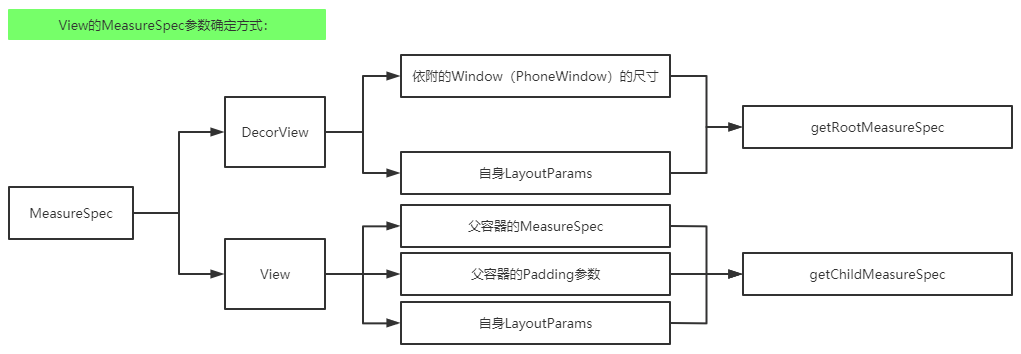 View的MeasureSpec参数确定方式：
MeasureSpec
DecorView
依附的Window（PhoneWindow）的尺寸
自身LayoutParams
getRootMeasureSpec
View
父容器的MeasureSpec
父容器的Padding参数
自身LayoutParams
getChildMeasureSpec